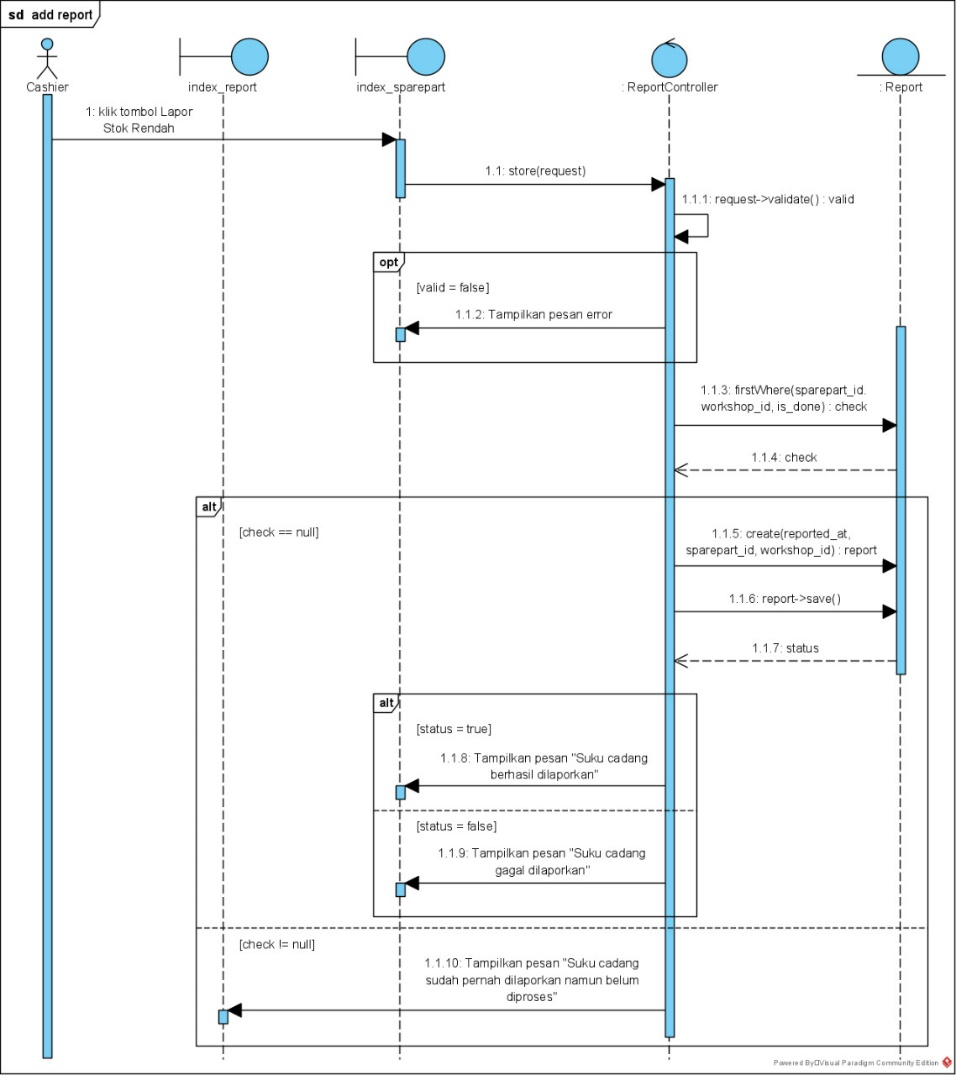 sd add report
Cashier
index_report
index_sparepart
: ReportController
: Report
1: klik tombol Lapor
Stok Rendah
1.1: store(request)
1.1.1: request->validate() : valid
opt
[valid = false]
1.1.2: Tampilkan pesan error
1.1.3: firstWhere(sparepart_id.
workshop_id, is_done) : check
1.1.4: check
alt
[check == null]
1.1.5: create(reported_at,
sparepart_id, workshop_id) : report
1.1.6: report->save()
1.1.7: status
alt
[status = true]
1.1.8: Tampilkan pesan "Suku cadang
berhasil dilaporkan"
[status = false]
1.1.9: Tampilkan pesan "Suku cadang
gagal dilaporkan"
[check != null]
1.1.10: Tampilkan pesan "Suku cadang
sudah pernah dilaporkan namun belum
diproses"
Powered By Visual Paradigm Community Edition